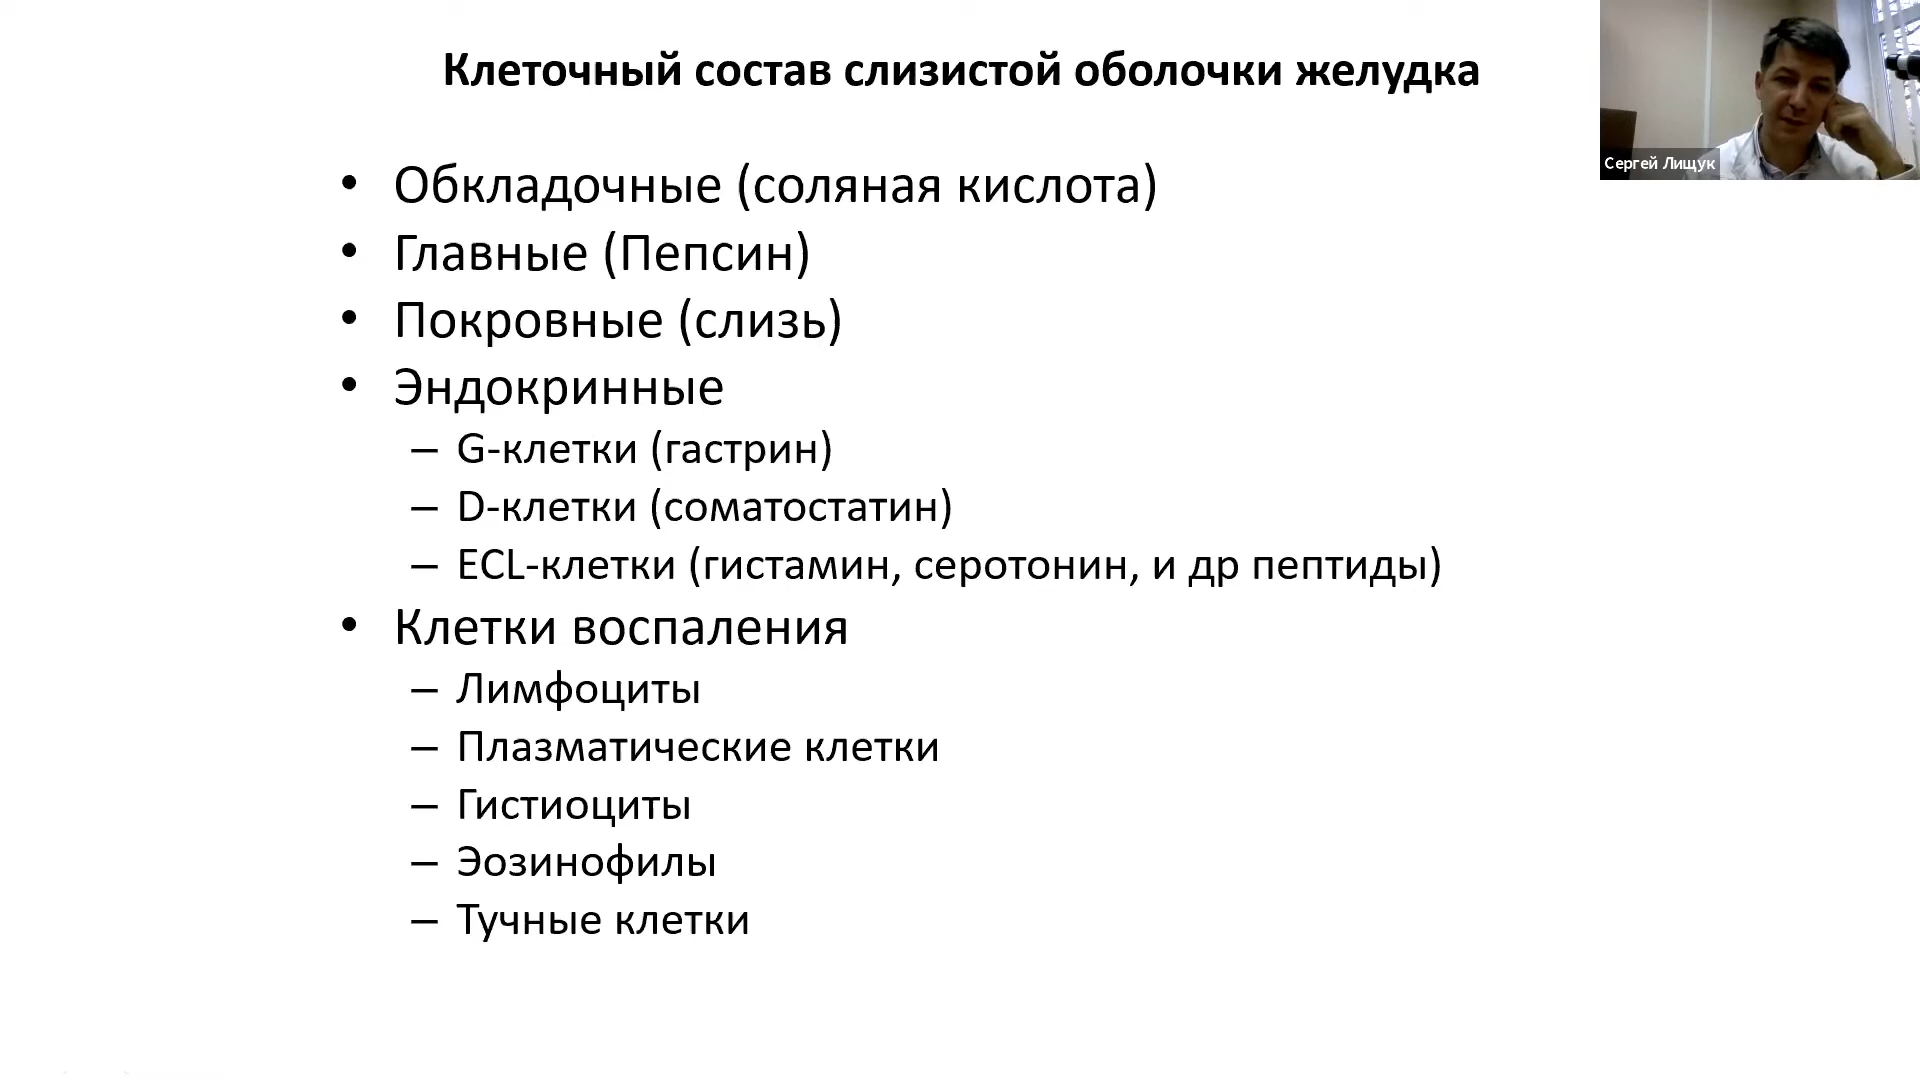 Клеточный состав слизистой оболочки желудка
Сергей Лищук
• Обкладочные (соляная кислота)
• Главные (Пепсин)
• Покровные (слизь)
• Эндокринные
– G-клетки (гастрин)
– D-клетки (соматостатин)
– ECL-клетки (гистамин, серотонин, и др пептиды)
• Клетки воспаления
– Лимфоциты
– Плазматические клетки
– Гистиоциты
– Эозинофилы
– Тучные клетки